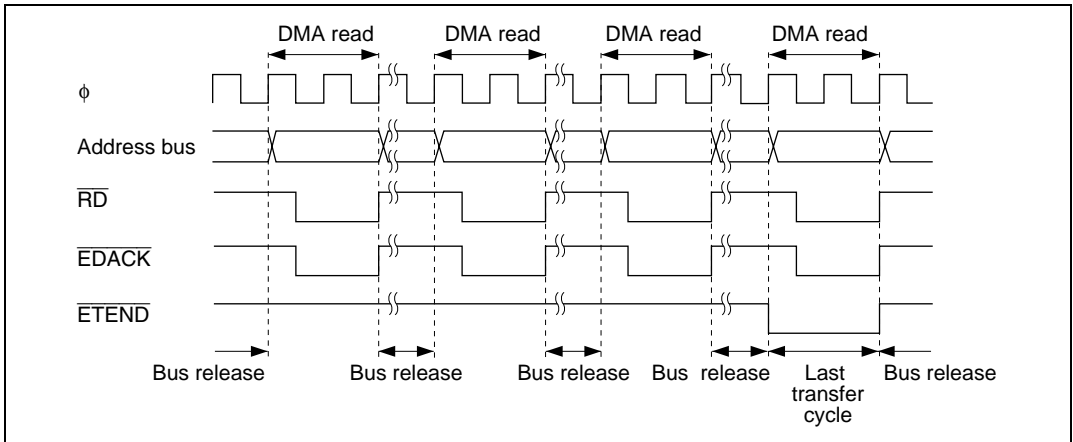 DMA read DMA read DMA read DMA read
φ
Address bus
RD
EDACK
ETEND
Bus release Bus release Bus release Bus release Last transfer cycle Bus release